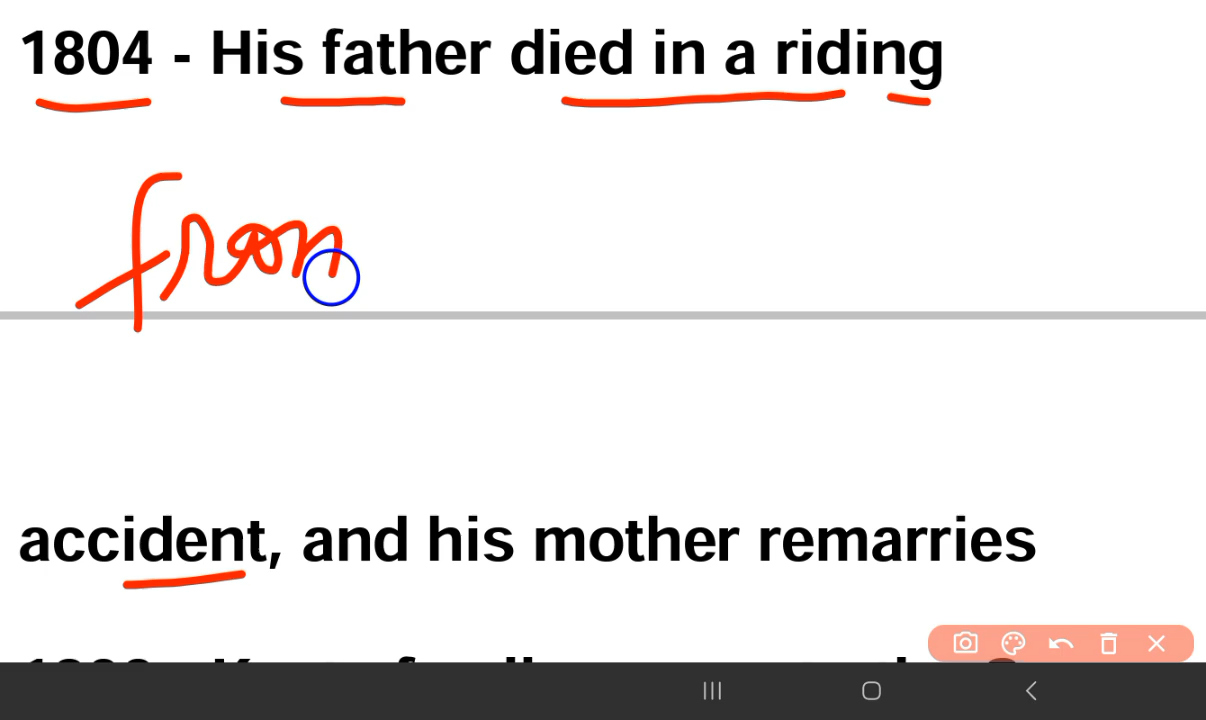 1804 - His father died in a riding
from
accident, and his mother remarries